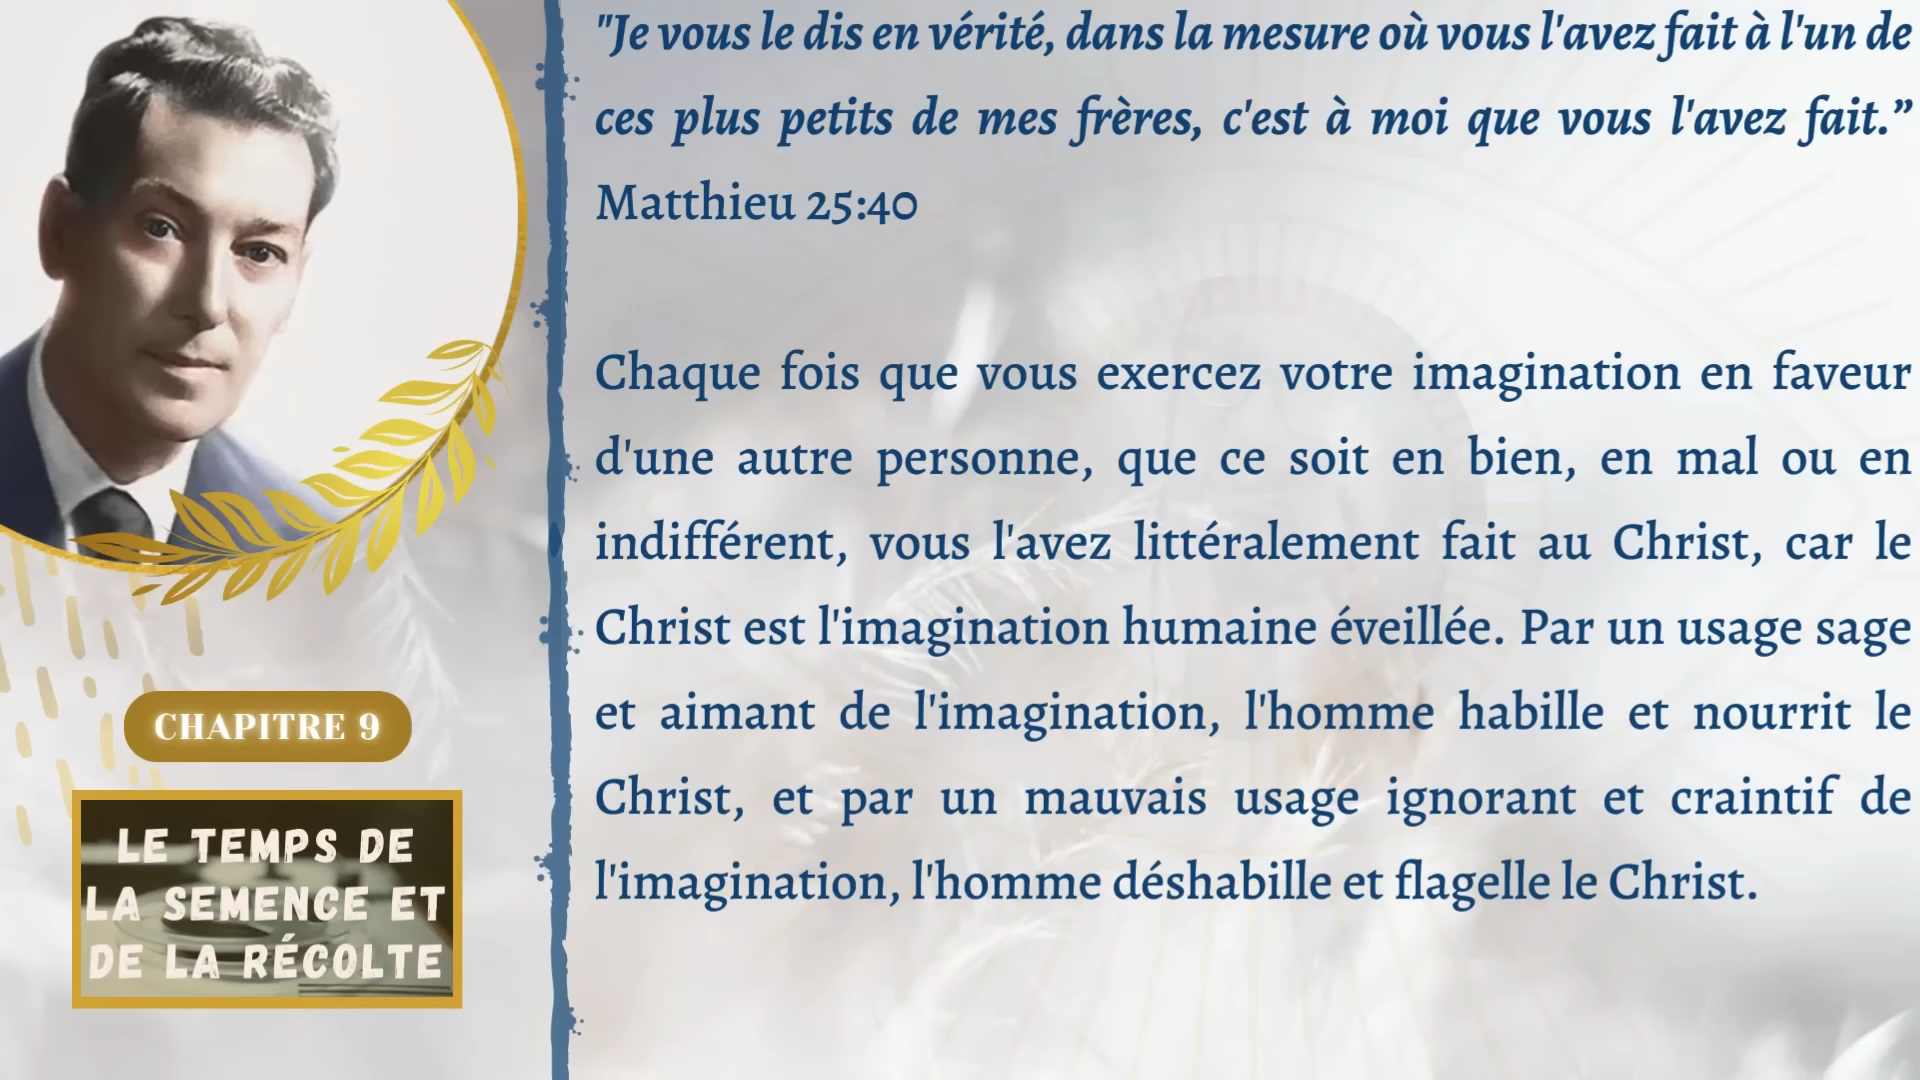 "Je vous le dis en vérité, dans la mesure où vous l'avez fait à l'un de
ces plus petits de mes frères, c'est à moi que vous l'avez fait.”
Matthieu 25:40
Chaque fois que vous exercez votre imagination en faveur
d'une autre personne, que ce soit en bien, en mal ou en
indifférent, vous l'avez littéralement fait au Christ, car le
Christ est l'imagination humaine éveillée. Par un usage sage
et aimant de l'imagination, l'homme habille et nourrit le
Christ, et par un mauvais usage ignorant et craintif de
l'imagination, l'homme déshabille et flagelle le Christ.
CHAPITRE 9
LE TEMPS DE
LA SEMENCE ET
DE LA RÉCOLTE